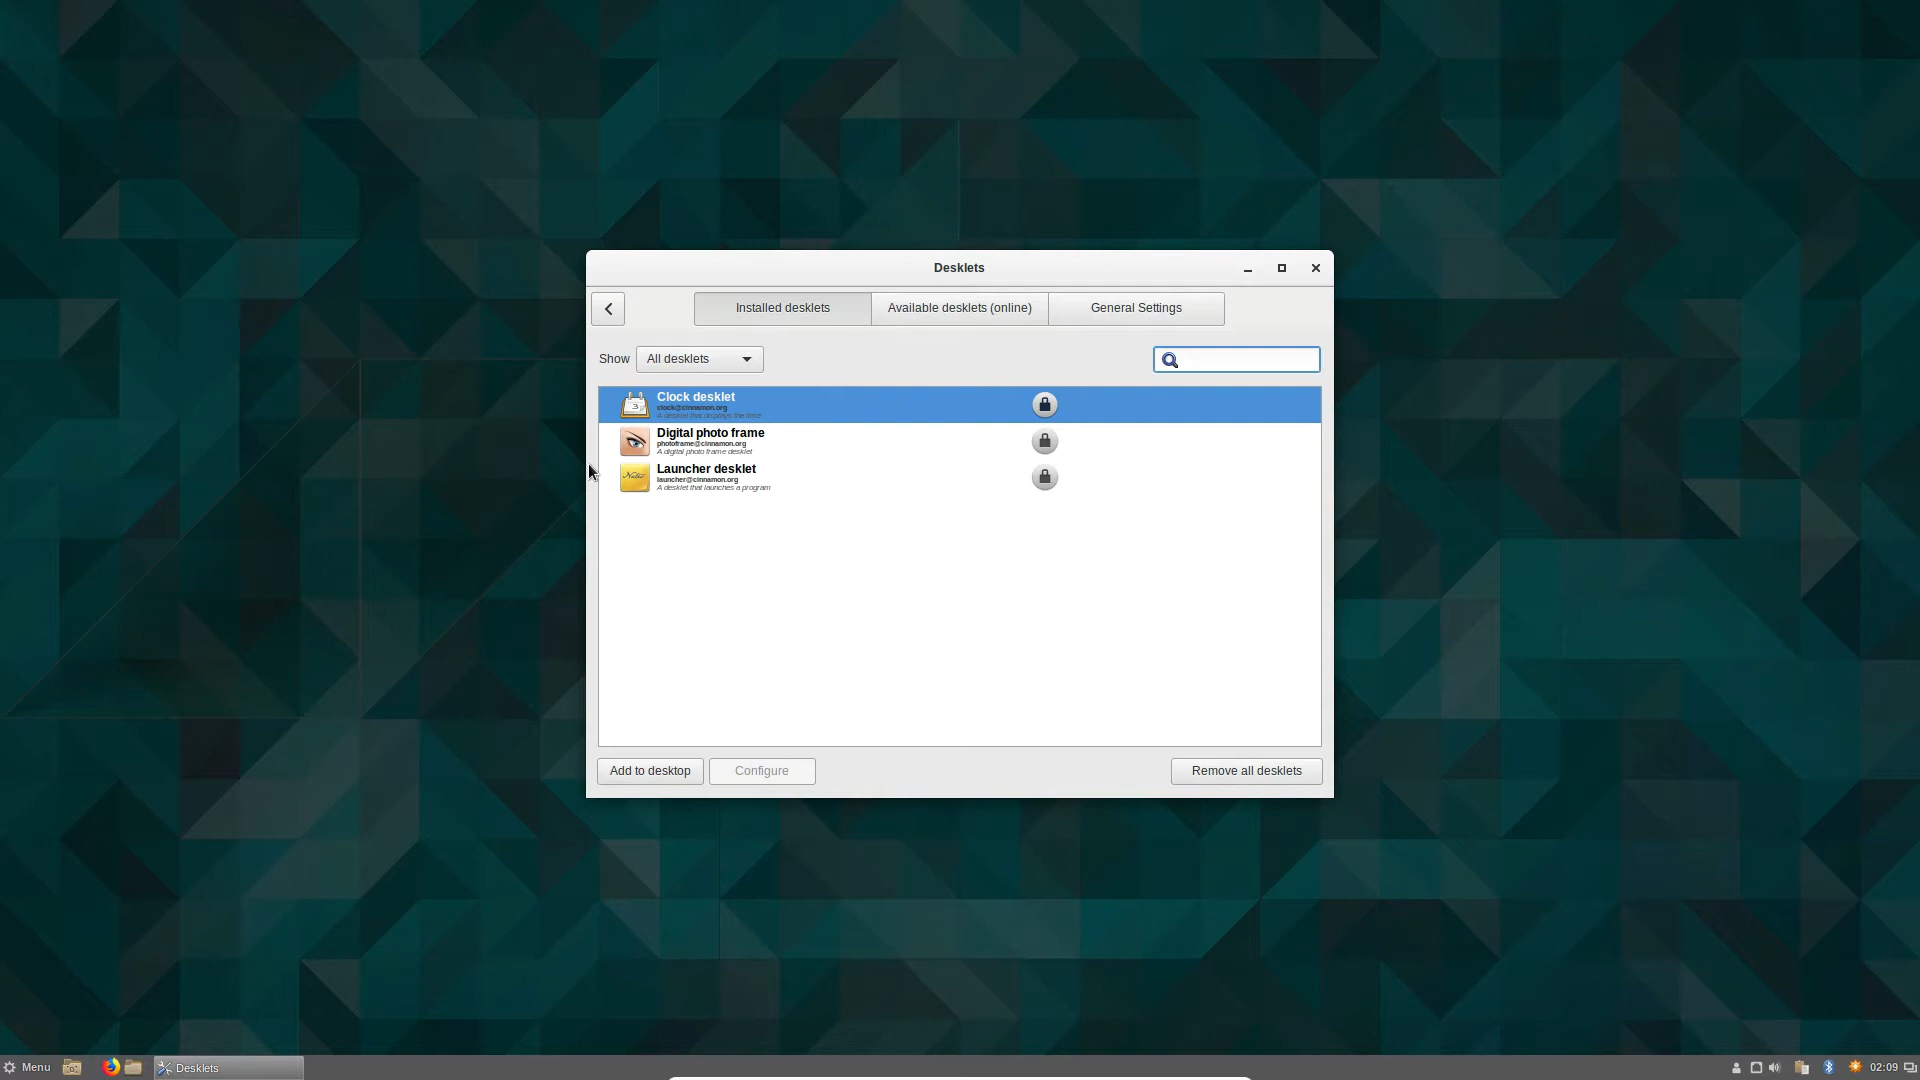 Desklets
Installed desklets
Available desklets (online)
General Settings
Show
All desklets
3
Clock desklet
clock@cinnamon.org
A desklet that displays the time
Digital photo frame
photoframe@cinnamon.org
A digital photo frame desklet
Notes
Launcher desklet
launcher@cinnamon.org
A desklet that launches a program
Add to desktop
Configure
Remove all desklets
Menu
Desklets
02:09